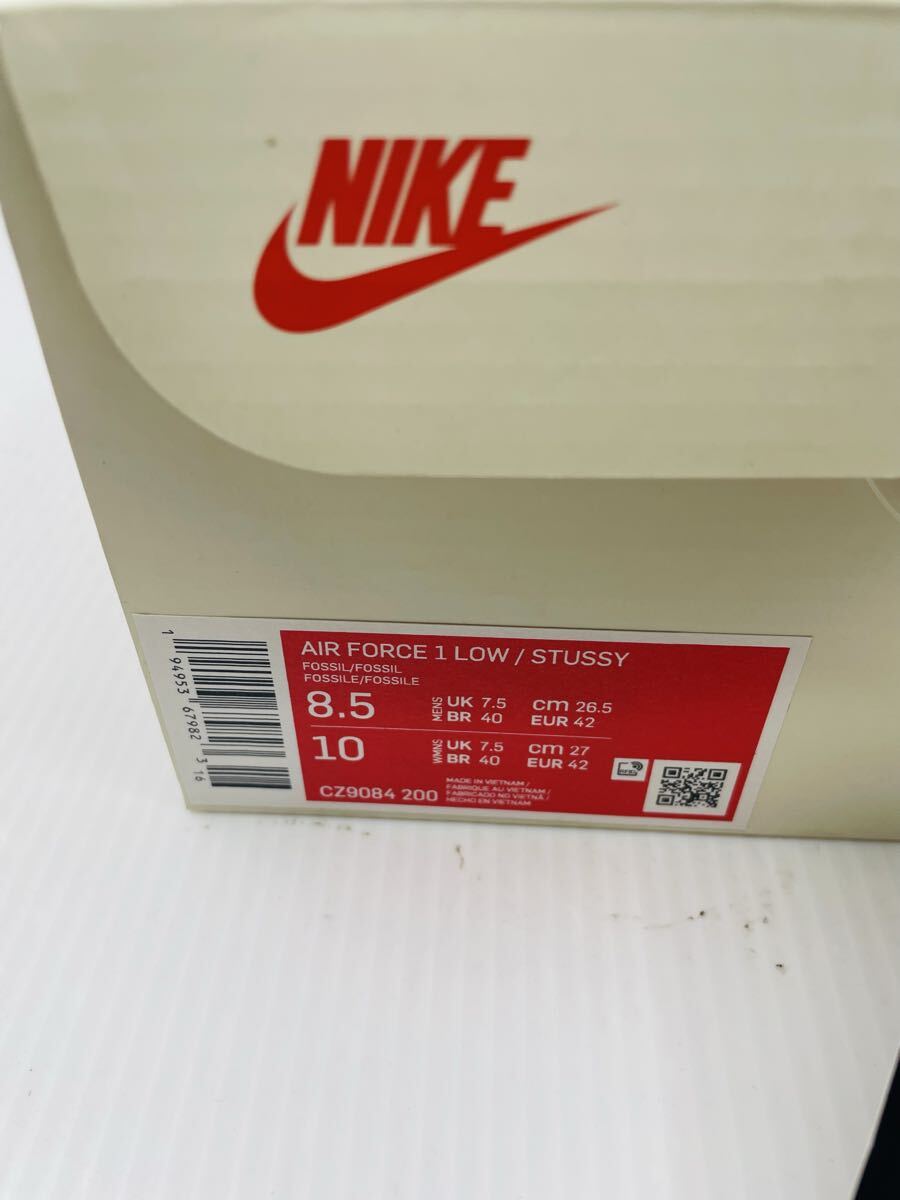 NIKE
AIR FORCE 1 LOW / STUSSY
FOSSIL/FOSSIL
FOSSILE/FOSSILE
8.5 MENS UK 7.5 cm 26.5
BR 40 EUR 42
10 WMNS UK 7.5 cm 27
BR 40 EUR 42
CZ9084 200
MADE IN VIETNAM /
FABRIQUE AU VIETNAM /
FABRICADO NO VIETNÃ /
HECHO EN VIETNAM
RFID
1 94953 67982 3 16